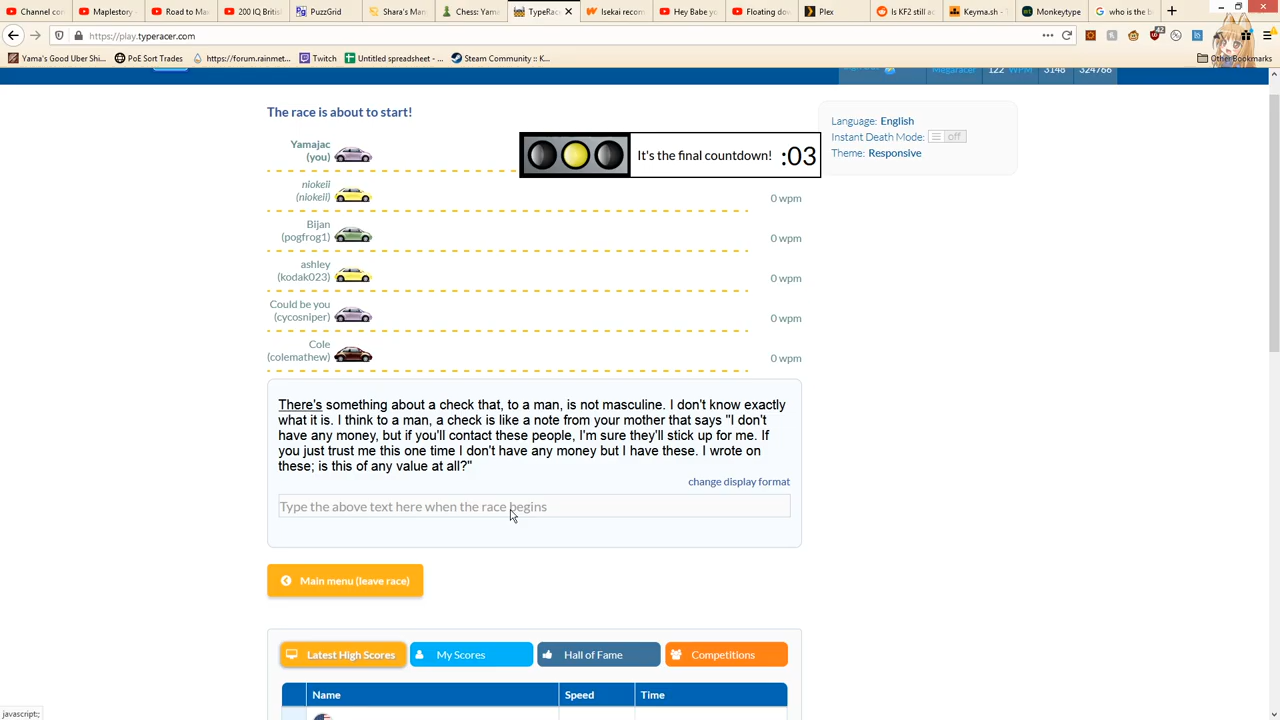 Channel con
Maplestory -
Road to Ma
200 IQ Britis
PuzzGrid
Shara's Man
Chess: Yama
TypeRac
Isekai recon
Hey Baby yo
Floating dow
Plex
Is KF2 still ac
Keyma.sh -
Monkeytype
who is the b
https://play.typeracer.com
Yama's Good Uber Shi...
PoE Sort Trades
https://forum.rainmet...
Twitch
Untitled spreadsheet - ...
Steam Community :: K...
Other Bookmarks
Megaracer
122 WPM
3148
324766
The race is about to start!
Yamajac
(you)
It's the final countdown! :03
niokeii
(niokeii)
0 wpm
Bijan
(pogfrog1)
0 wpm
ashley
(kodak023)
0 wpm
Could be you
(cycosniper)
0 wpm
Cole
(colemathew)
0 wpm
Language: English
Instant Death Mode: off
Theme: Responsive
There's something about a check that, to a man, is not masculine. I don't know exactly
what it is. I think to a man, a check is like a note from your mother that says "I don't
have any money, but if you'll contact these people, I'm sure they'll stick up for me. If
you just trust me this one time I don't have any money but I have these. I wrote on
these; is this of any value at all?"
change display format
Type the above text here when the race begins
Main menu (leave race)
Latest High Scores
My Scores
Hall of Fame
Competitions
Name
Speed
Time
javascript:;